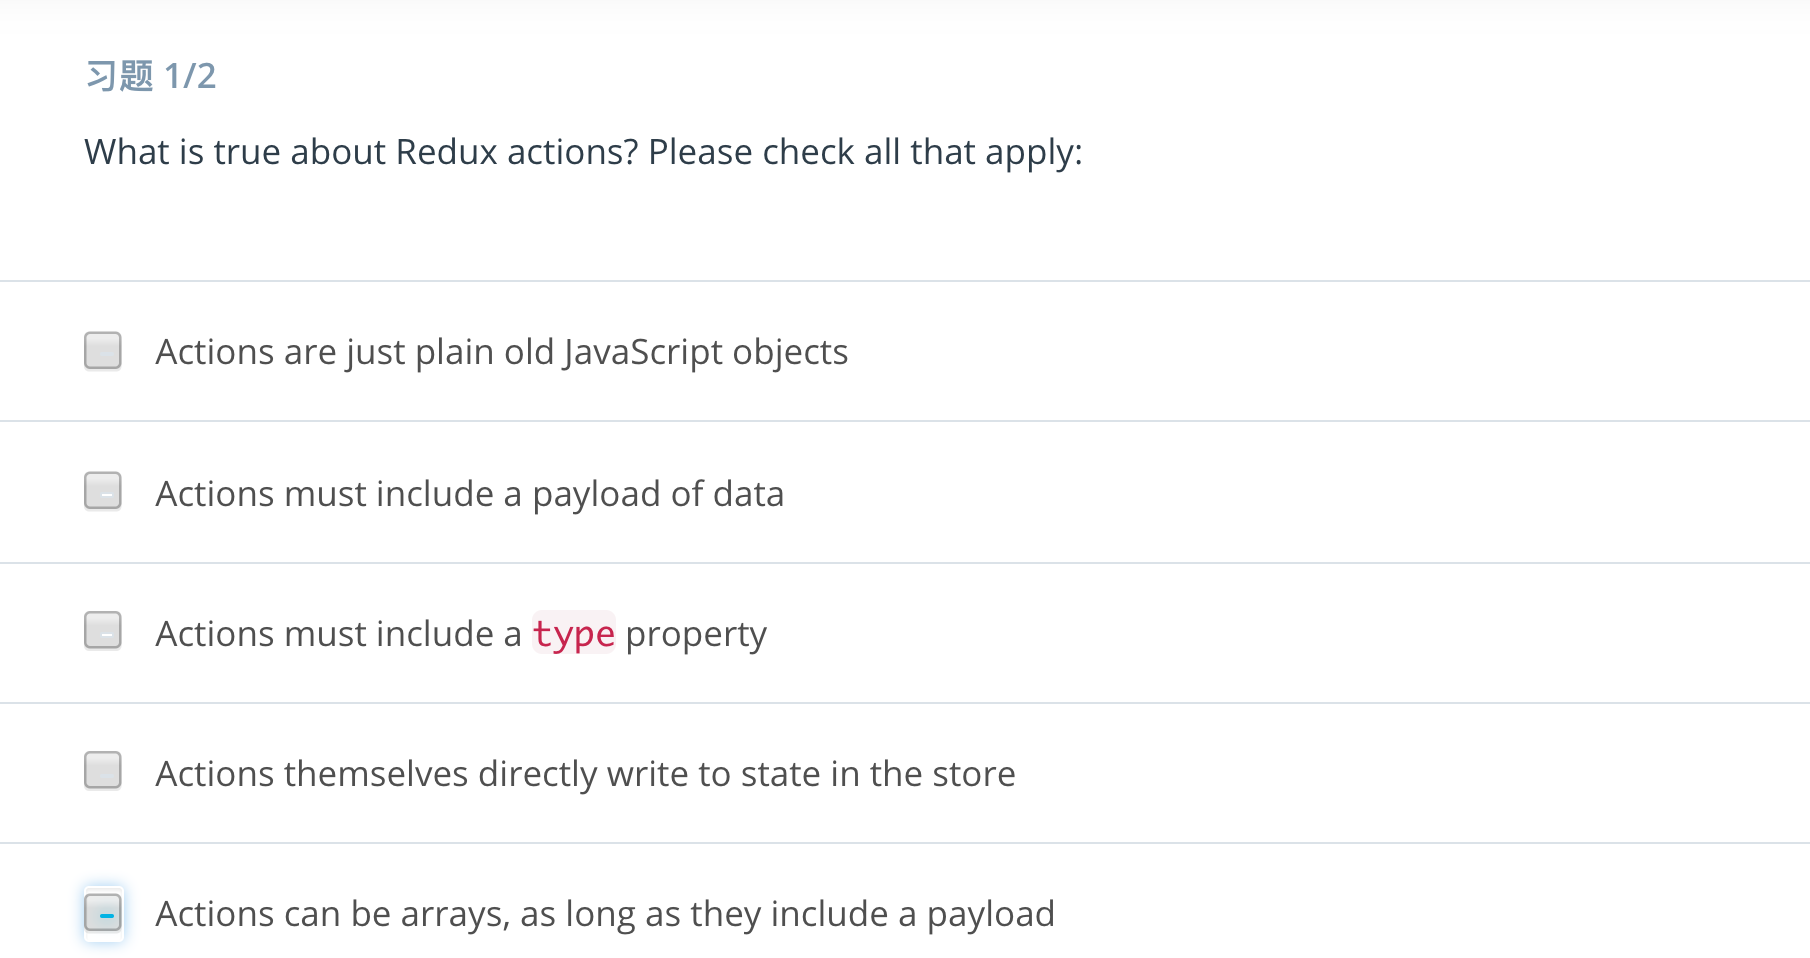 习题 1/2
What is true about Redux actions? Please check all that apply:
Actions are just plain old JavaScript objects
Actions must include a payload of data
Actions must include a type property
Actions themselves directly write to state in the store
Actions can be arrays, as long as they include a payload